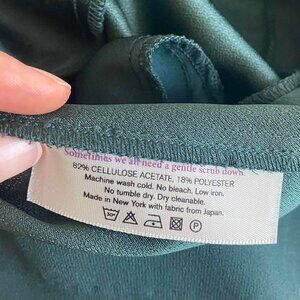 Sometimes we all need a gentle scrub down.
82% CELLULOSE ACETATE, 18% POLYESTER
Machine wash cold. No bleach. Low iron.
No tumble dry. Dry cleanable.
Made in New York with fabric from Japan.
P